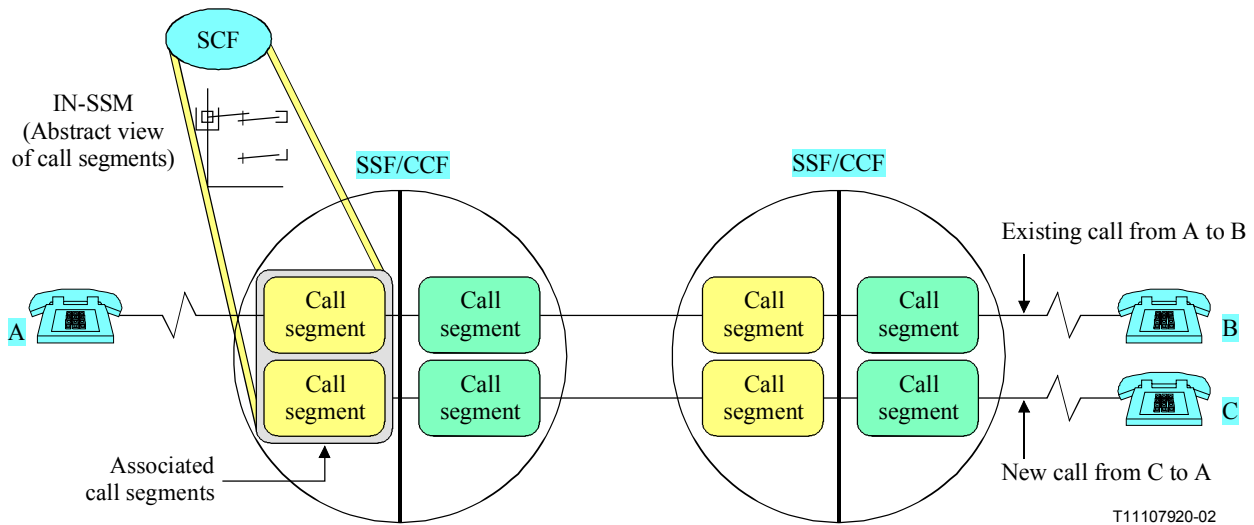 SCF
IN-SSM
(Abstract view
of call segments)
SSF/CCF
SSF/CCF
Existing call from A to B
A
Call
segment
Call
segment
Call
segment
Call
segment
B
Call
segment
Call
segment
Call
segment
Call
segment
C
Associated
call segments
New call from C to A
T11107920-02